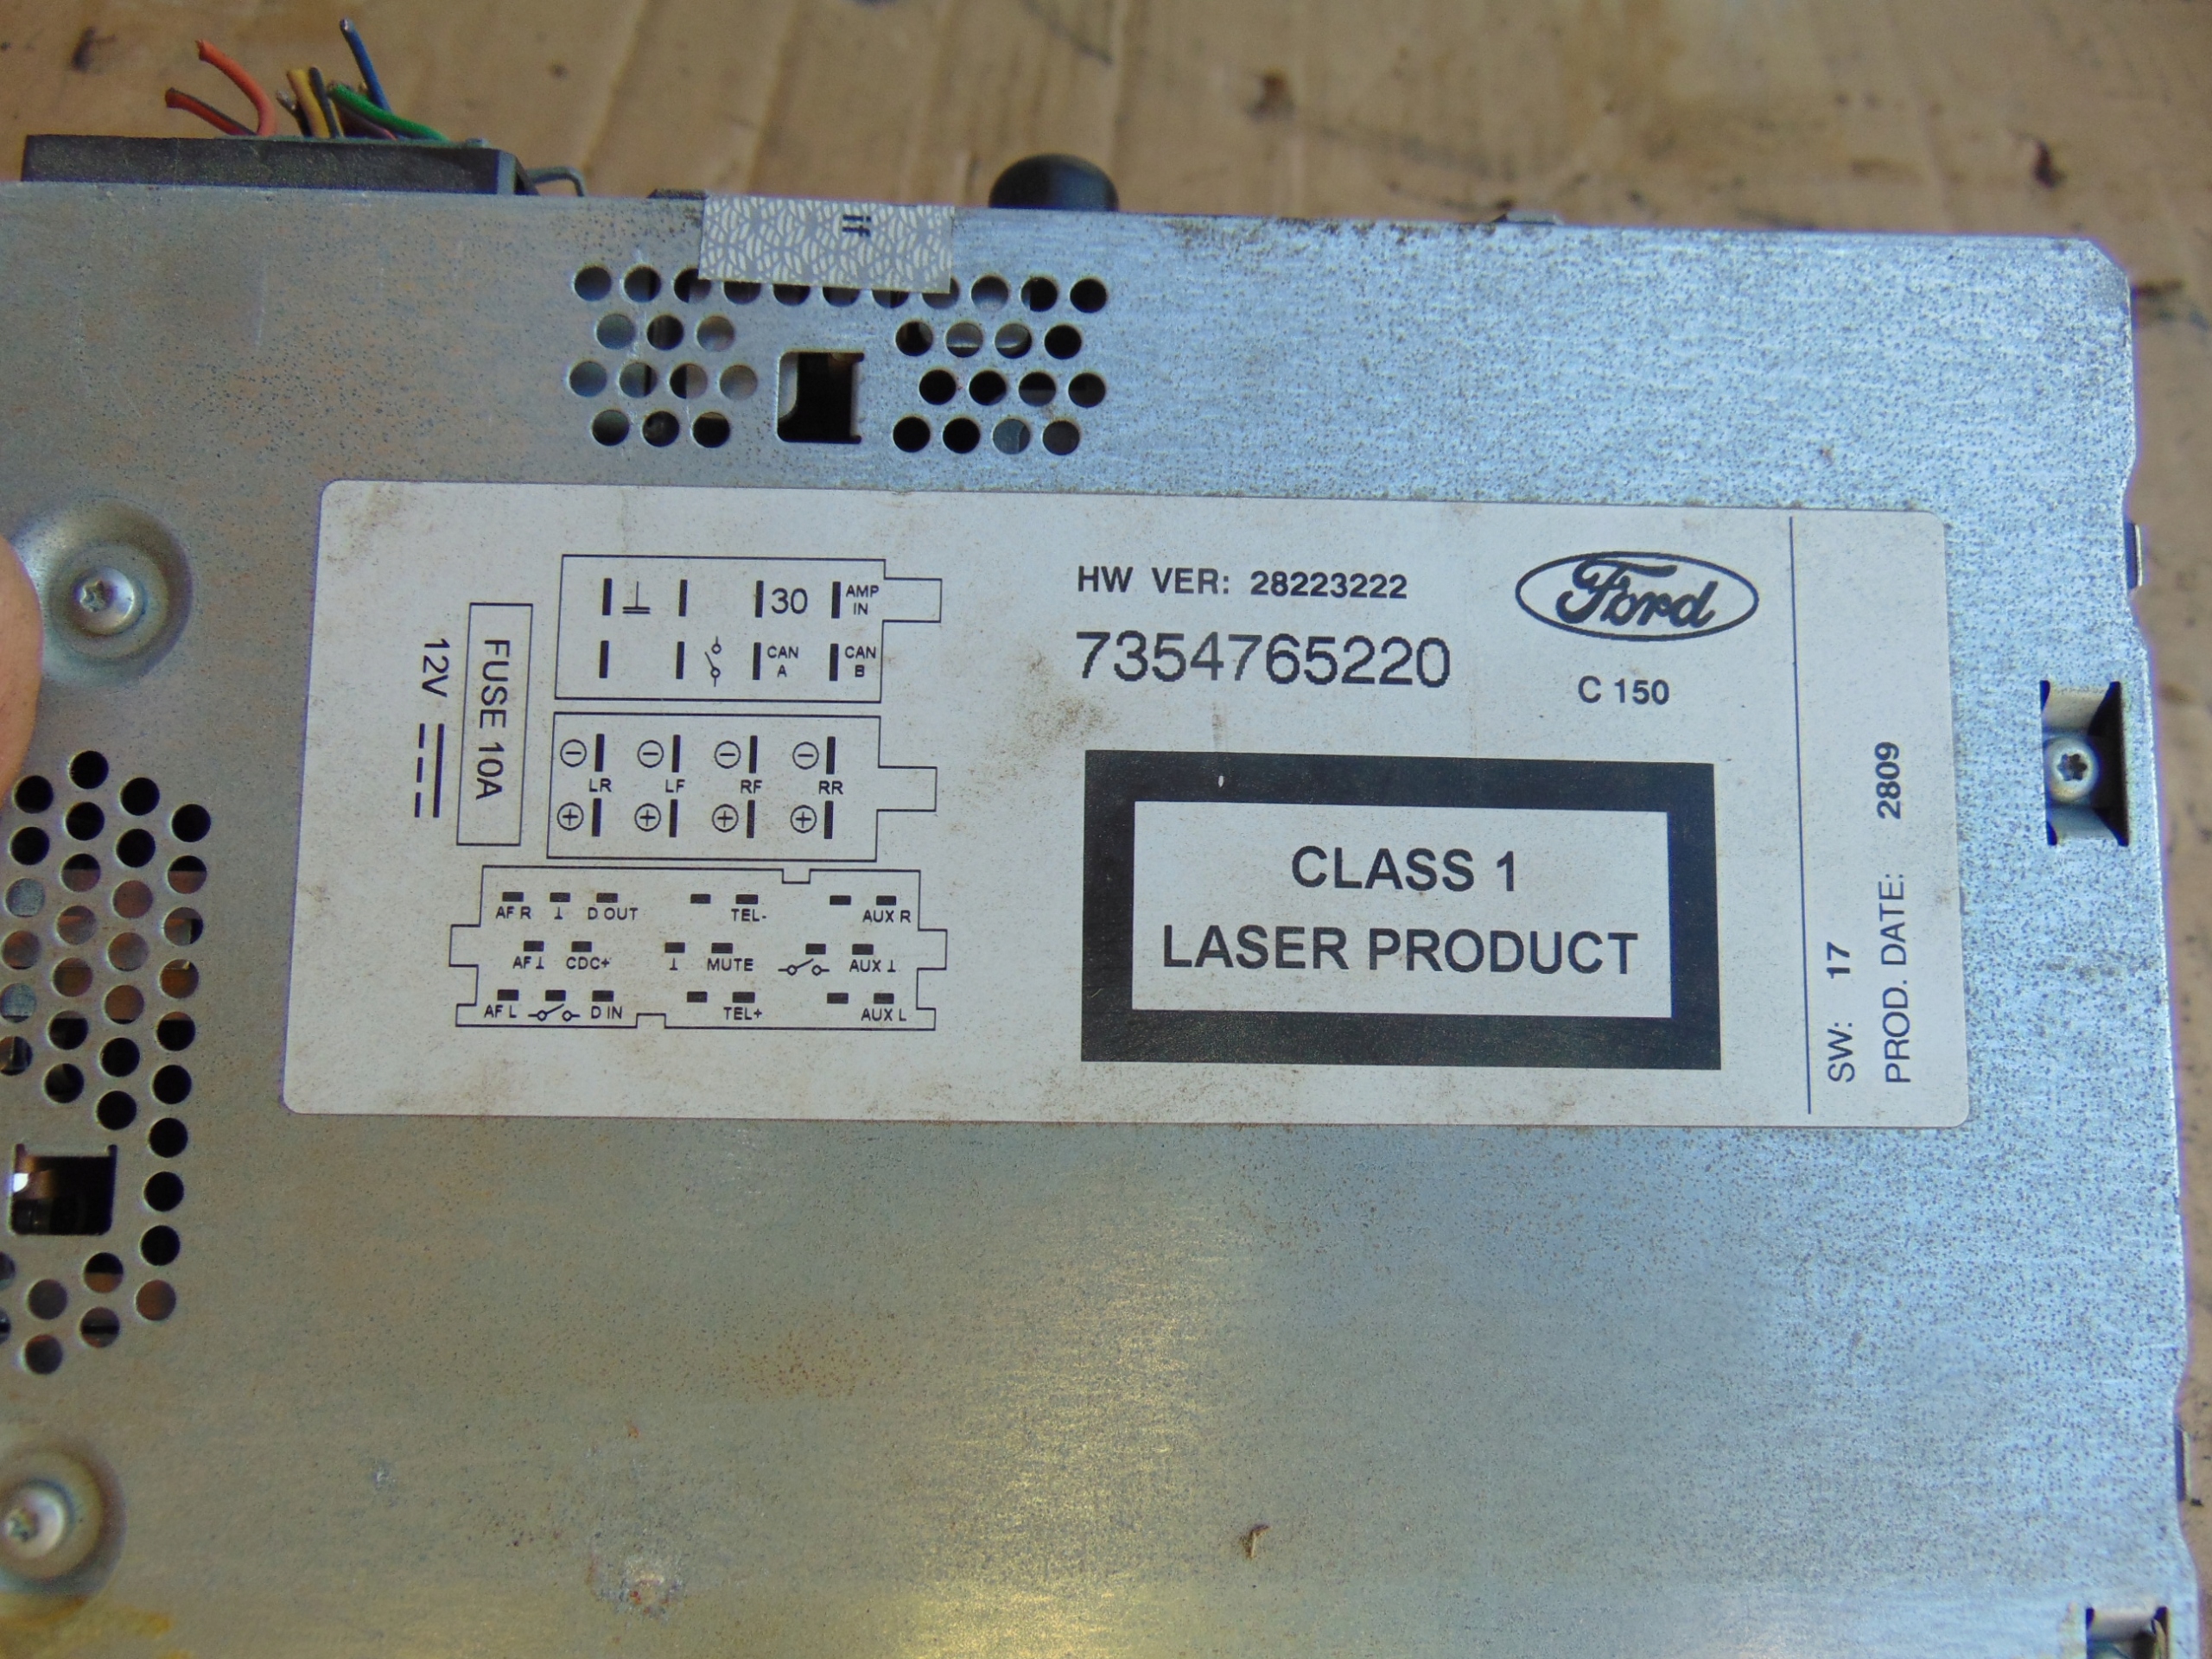 if
12V
FUSE 10A
30 AMP IN
CAN A CAN B
LR LF RF RR
AF R D OUT TEL- AUX R
AF CDC+ MUTE AUX
AF L D IN TEL+ AUX L
HW VER: 28223222
7354765220
Ford
C 150
CLASS 1
LASER PRODUCT
SW: 17
PROD. DATE: 2809